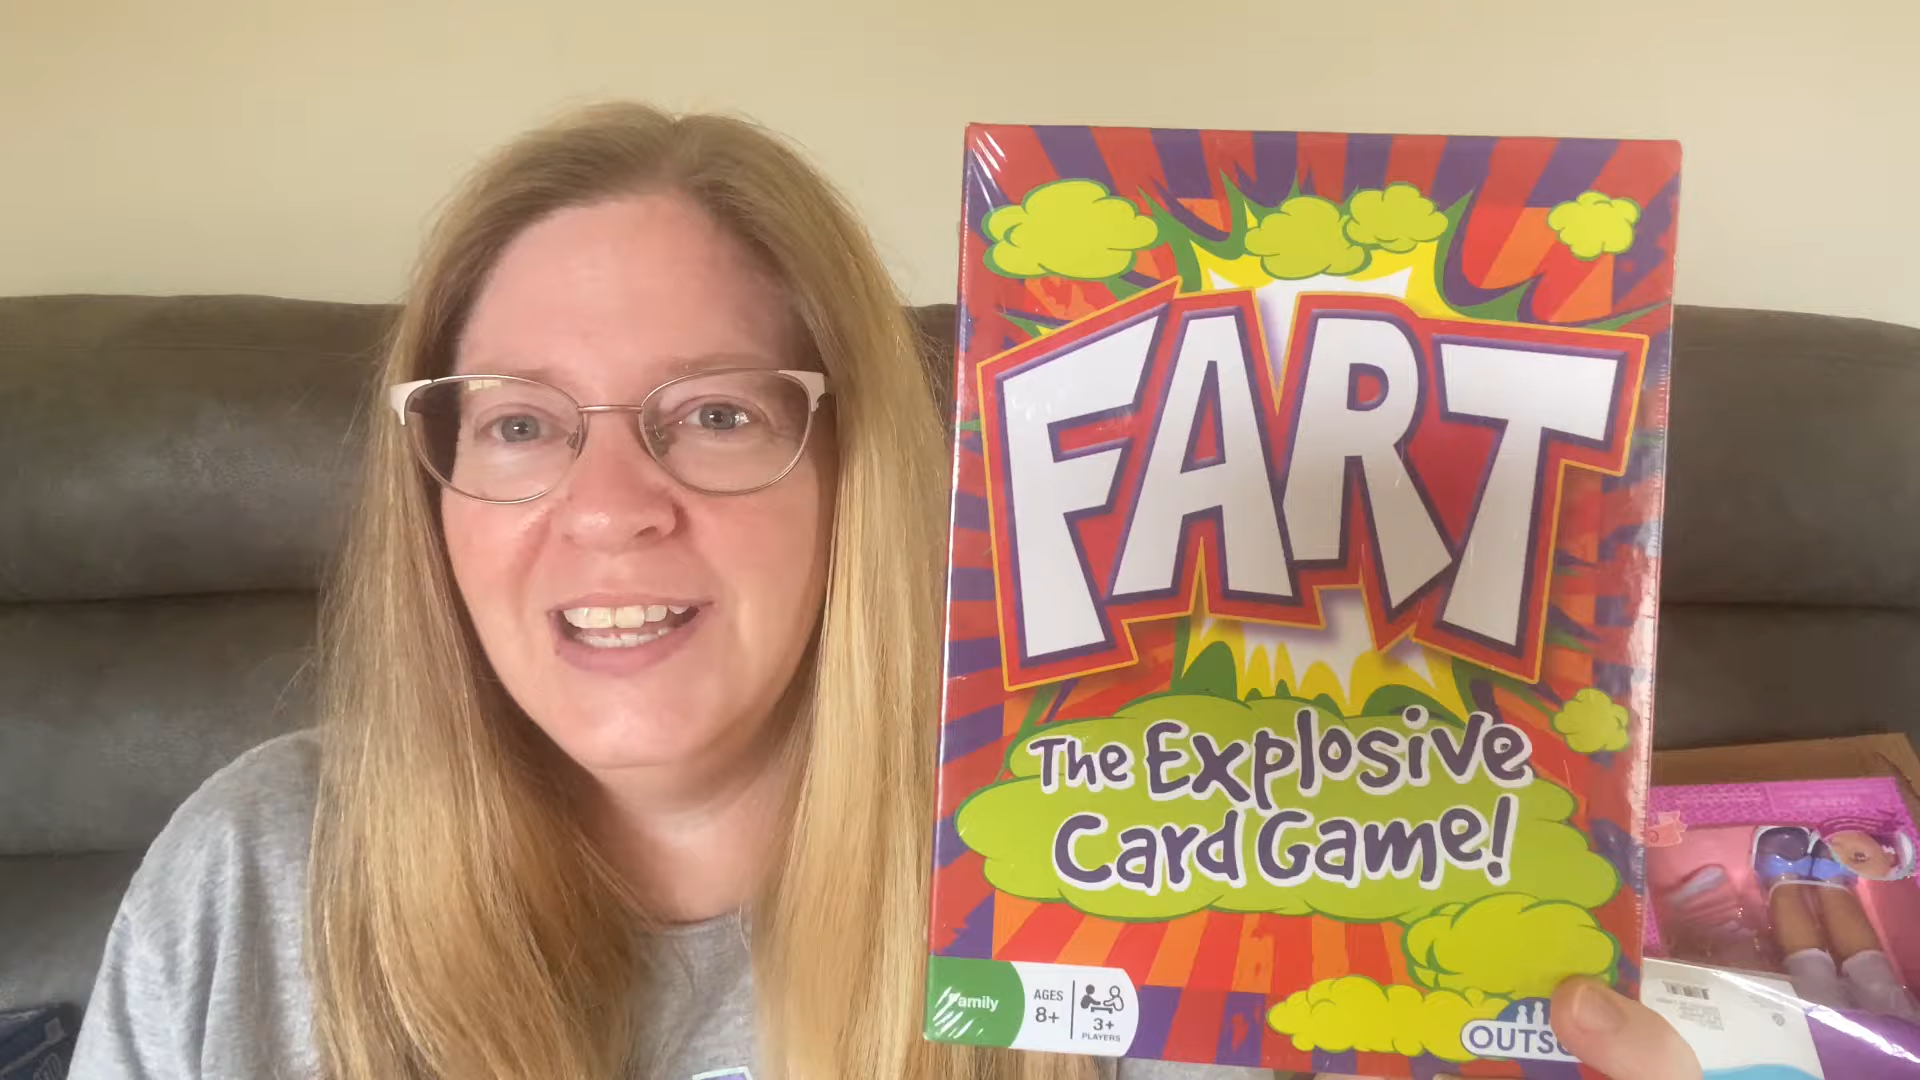 FART
The Explosive
Card Game!
Family
AGES
8+
3+
PLAYERS